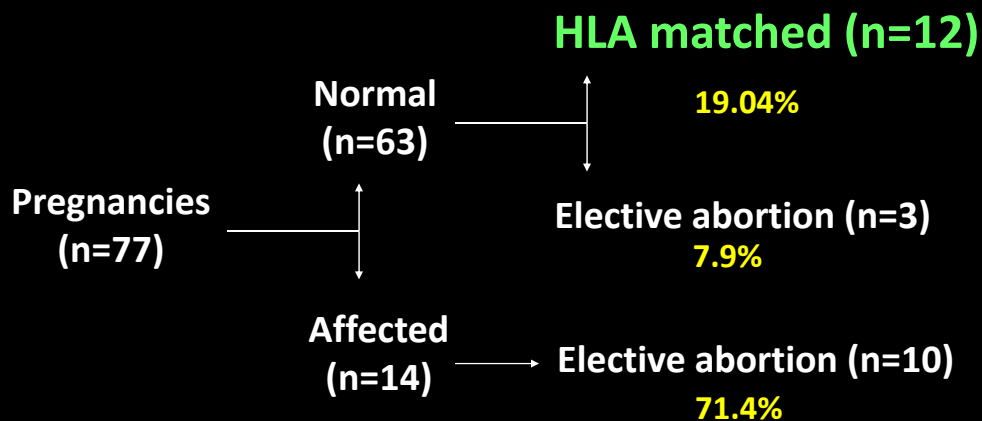 HLA matched (n=12)
19.04%
Normal
(n=63)
Pregnancies
(n=77)
Elective abortion (n=3)
7.9%
Affected
(n=14)
Elective abortion (n=10)
71.4%